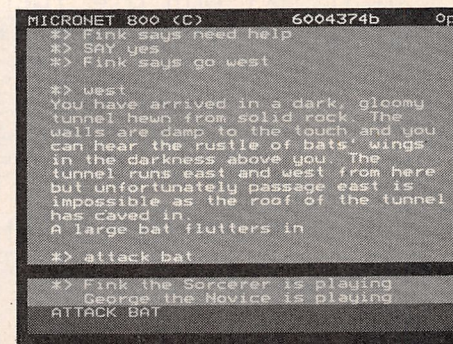 MICRONET 800 (C) 6004374b Op
*> Fink says need help
*> SAY yes
*> Fink says go west
*> west
You have arrived in a dark, gloomy
tunnel hewn from solid rock. The
walls are damp to the touch and you
can hear the rustle of bats' wings
in the darkness above you. The
tunnel runs east and west from here
but unfortunately passage east is
impossible as the roof of the tunnel
has caved in.
A large bat flutters in
*> attack bat
*> Fink the Sorcerer is playing
George the Novice is playing
ATTACK BAT